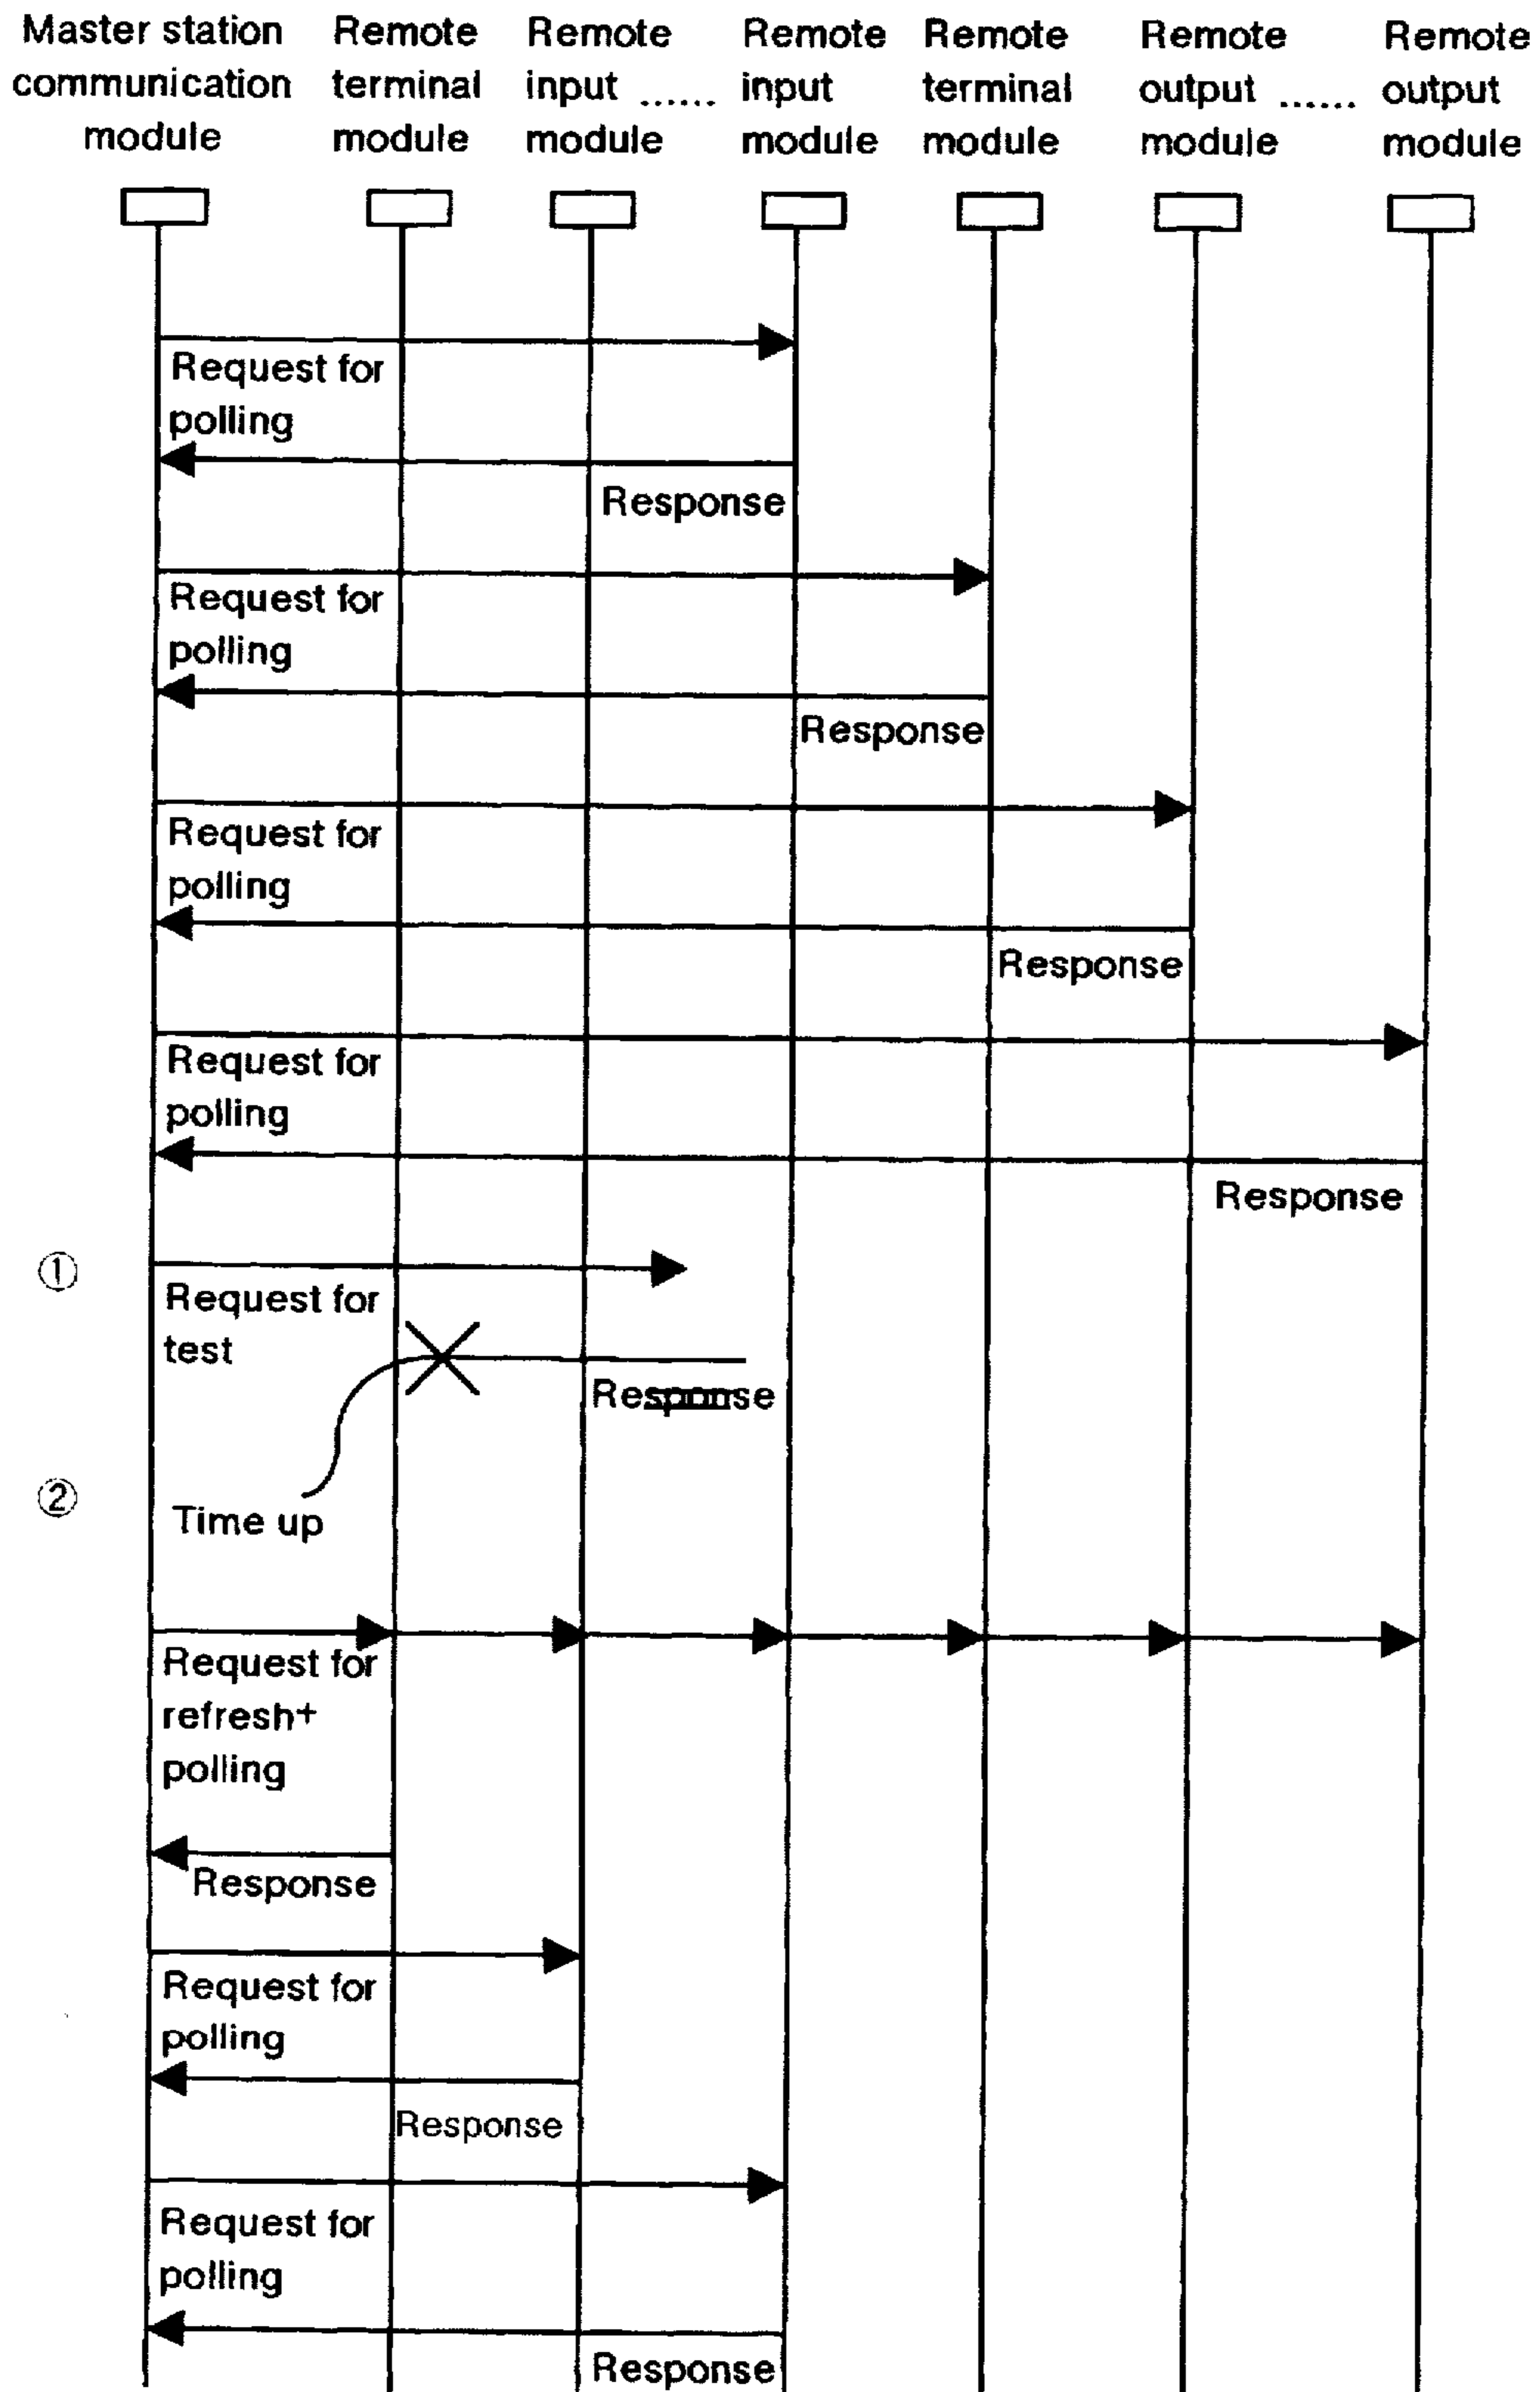 Master station
communication
module
Remote
terminal
module
Remote
input ......
module
Remote
input
module
Remote
terminal
module
Remote
output ......
module
Remote
output
module
Request for
polling
Response
Request for
polling
Response
Request for
polling
Response
Request for
polling
Response
①
Request for
test
Response
②
Time up
Request for
refresh+
polling
Response
Request for
polling
Response
Request for
polling
Response